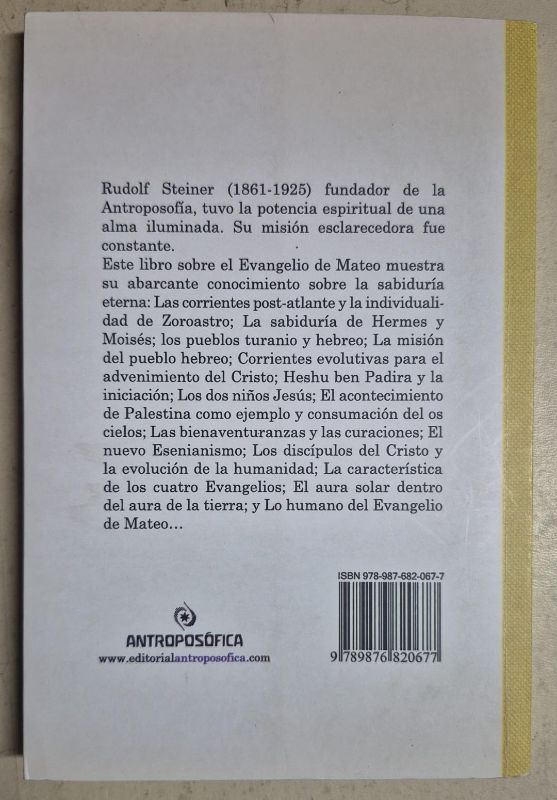 Rudolf Steiner (1861-1925) fundador de la
Antroposofía, tuvo la potencia espiritual de una
alma iluminada. Su misión esclarecedora fue
constante.
Este libro sobre el Evangelio de Mateo muestra
su abarcante conocimiento sobre la sabiduría
eterna: Las corrientes post-atlante y la individuali-
dad de Zoroastro; La sabiduría de Hermes y
Moisés; los pueblos turanio y hebreo; La misión
del pueblo hebreo; Corrientes evolutivas para el
advenimiento del Cristo; Heshu ben Padira y la
iniciación; Los dos niños Jesús; El acontecimiento
de Palestina como ejemplo y consumación del os
cielos; Las bienaventuranzas y las curaciones; El
nuevo Esenianismo; Los discípulos del Cristo y
la evolución de la humanidad; La característica
de los cuatro Evangelios; El aura solar dentro
del aura de la tierra; y Lo humano del Evangelio
de Mateo...
ISBN 978-987-682-067-7
ANTROPOSÓFICA
www.editorialantroposofica.com
9 789876 820677